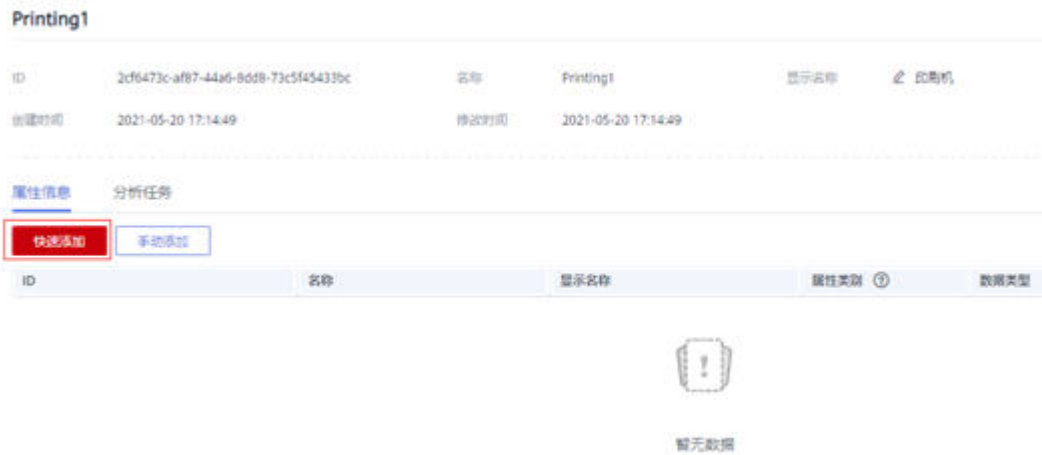 Printing1
ID 2cf6473c-af87-44a6-8dd8-73c5f45433bc 名称 Printing1 显示名称 印刷机
创建时间 2021-05-20 17:14:49 修改时间 2021-05-20 17:14:49
属性信息 分析任务
快速添加 手动添加
ID 名称 显示名称 属性类别 ? 数据类型
!
暂无数据